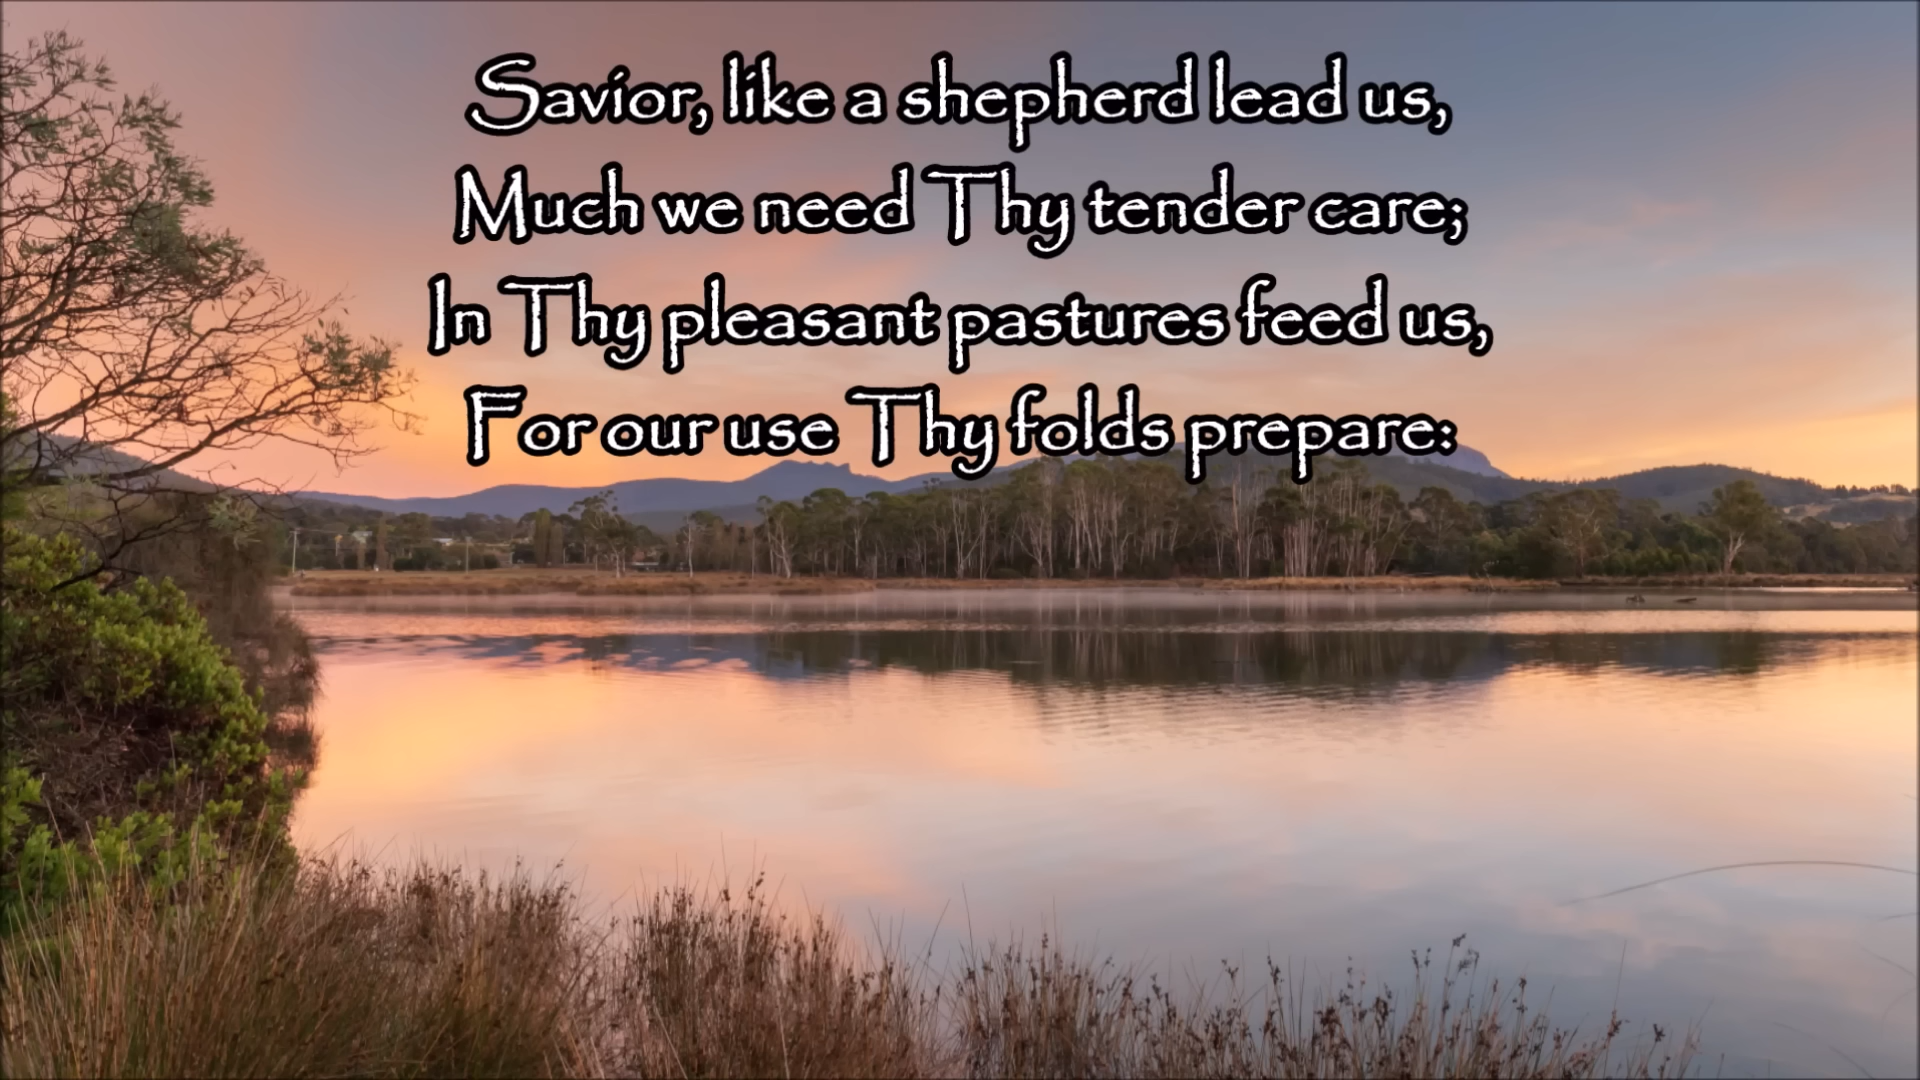 Savior, like a shepherd lead us,
Much we need Thy tender care;
In Thy pleasant pastures feed us,
For our use Thy folds prepare: